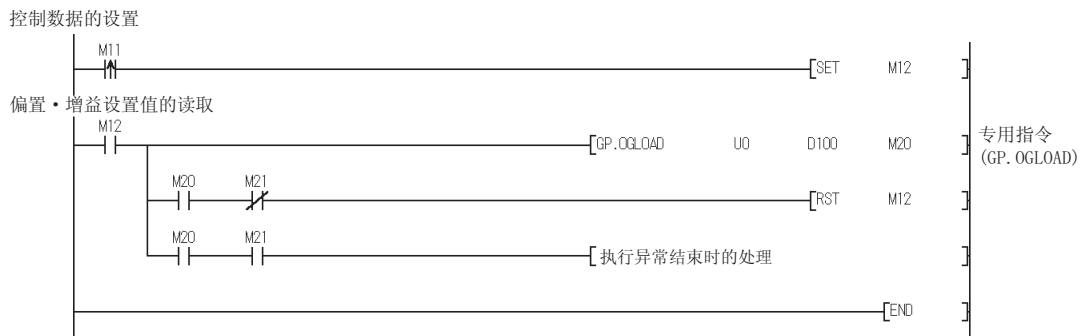 控制数据的设置
M11
SET M12
偏置·增益设置值的读取
M12
GP.OGLOAD U0 D100 M20
专用指令
(GP.OGLOAD)
M20 M21
RST M12
M20 M21
执行异常结束时的处理
END